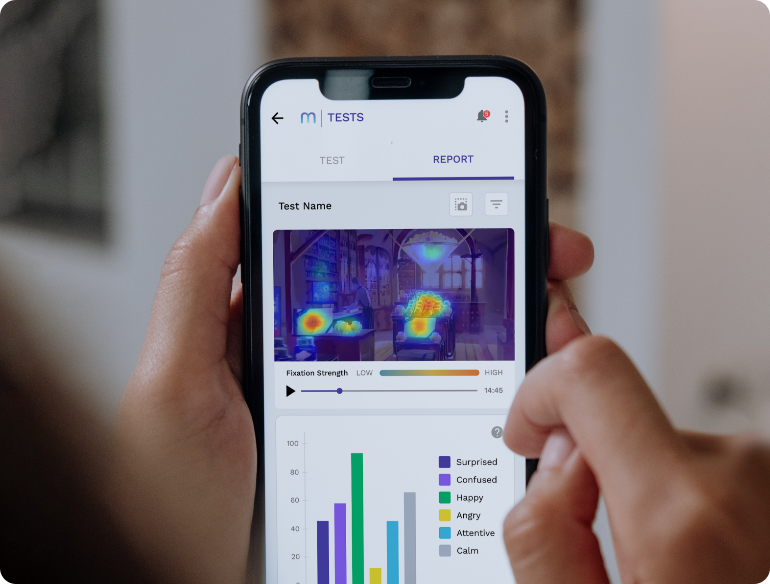 m | TESTS
TEST REPORT
Test Name
Fixation Strength LOW HIGH
14:45
100
80
60
40
20
Surprised
Confused
Happy
Angry
Attentive
Calm